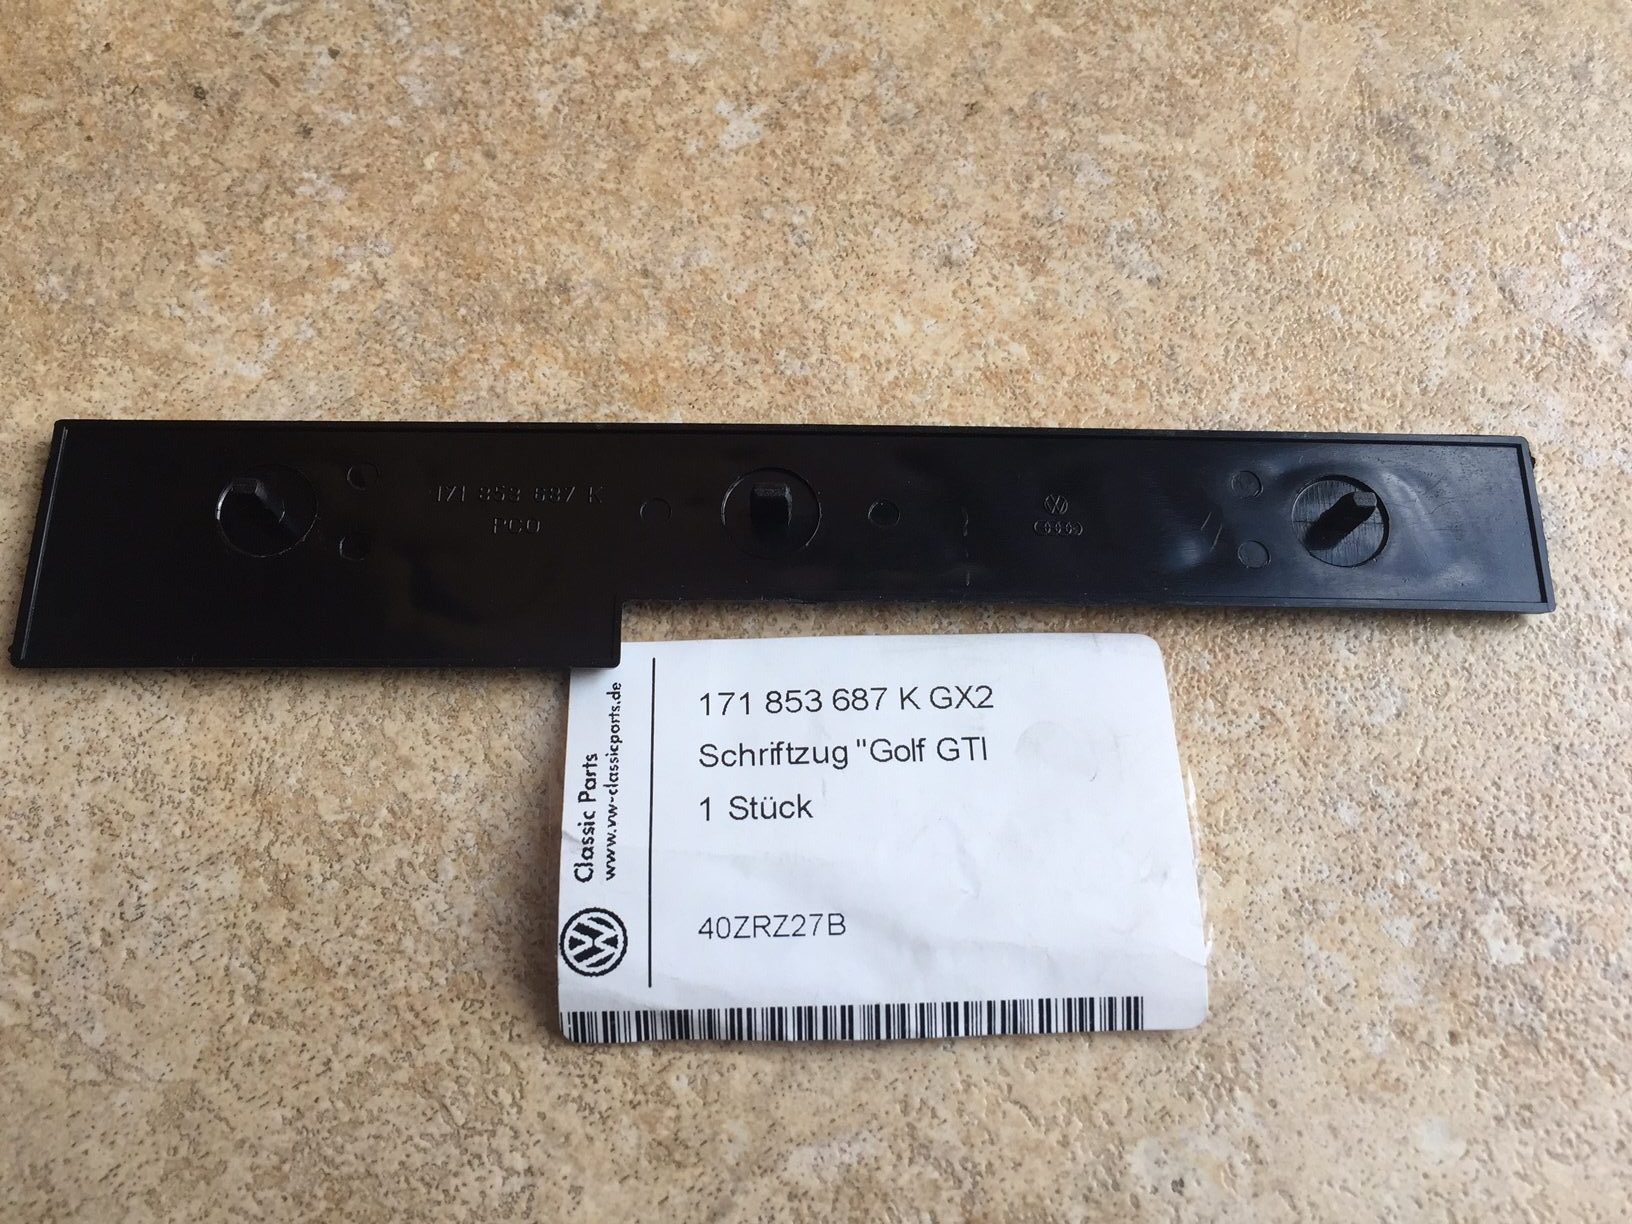 171 853 687 K
PCO
171 853 687 K GX2
Schriftzug "Golf GTI
1 Stück
40ZRZ27B
Classic Parts
www.vw-classicparts.de